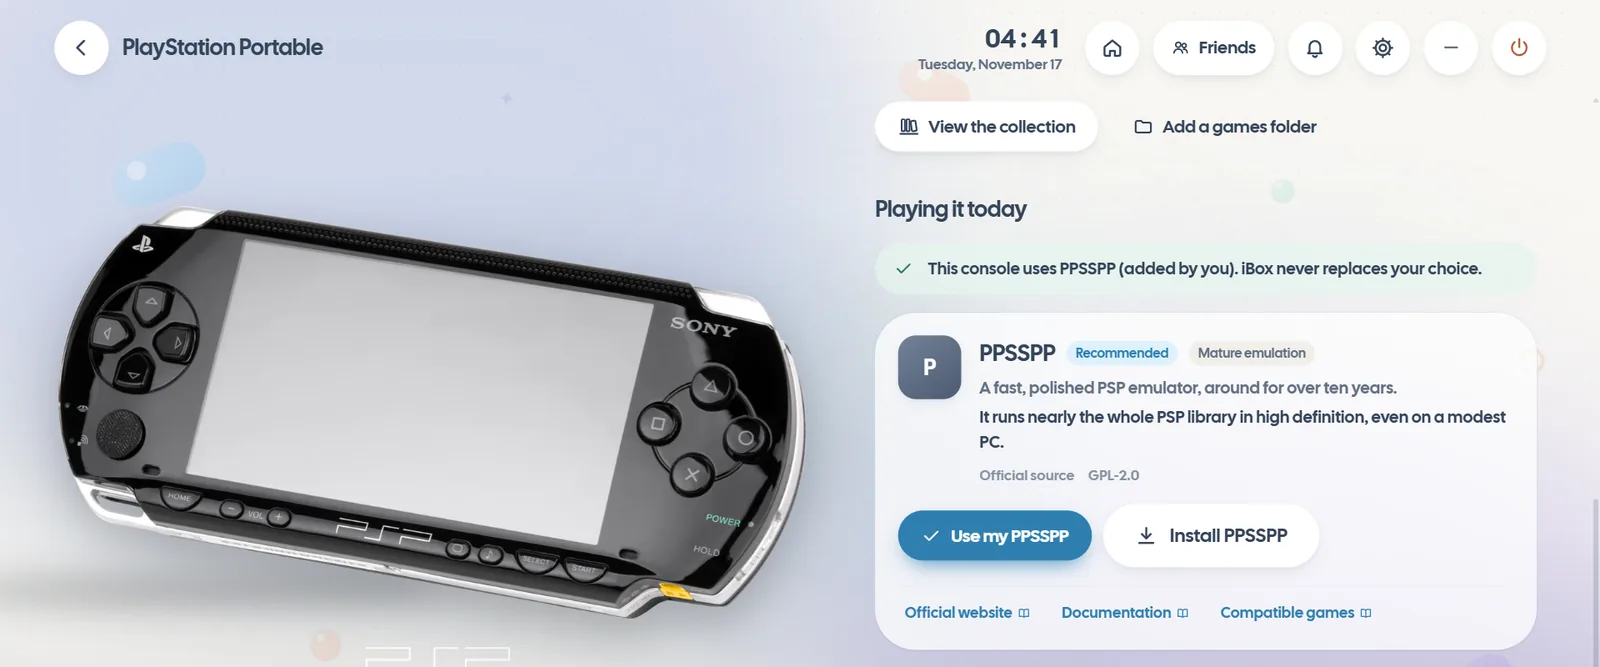 PlayStation Portable
04:41
Tuesday, November 17
Friends
View the collection
Add a games folder
Playing it today
This console uses PPSSPP (added by you). iBox never replaces your choice.
P
PPSSPP
Recommended
Mature emulation
A fast, polished PSP emulator, around for over ten years.
It runs nearly the whole PSP library in high definition, even on a modest
PC.
Official source
GPL-2.0
Use my PPSSPP
Install PPSSPP
Official website
Documentation
Compatible games
SONY
POWER
HOLD
HOME
VOL
PSP
SELECT
START
PSP